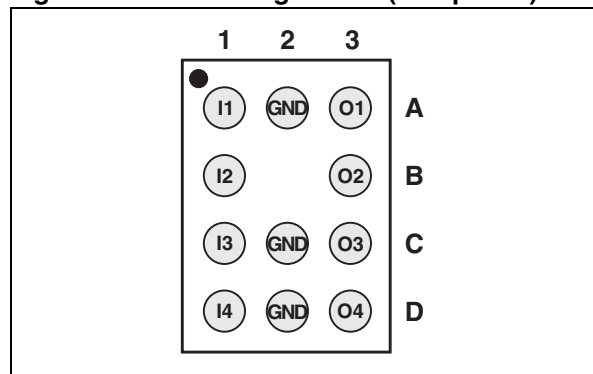 1 2 3
I1 GND O1 A
I2 O2 B
I3 GND O3 C
I4 GND O4 D